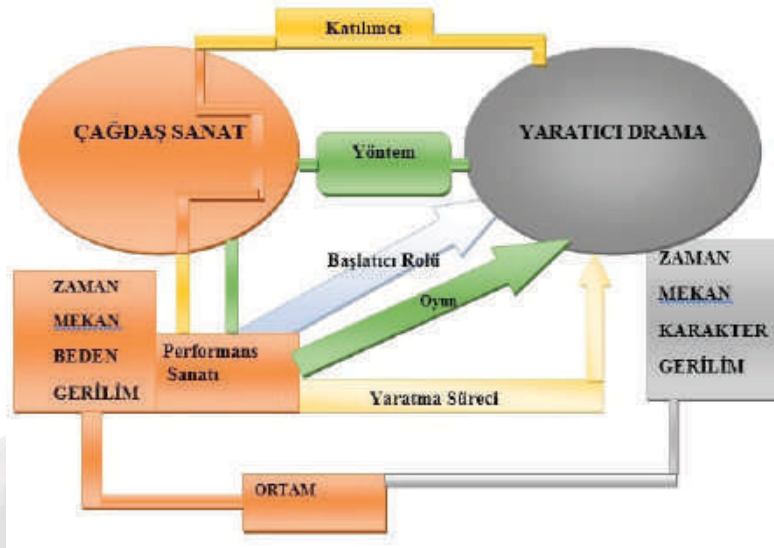 Katılımcı
ÇAĞDAŞ SANAT
YARATICI DRAMA
Yöntem
Başlatıcı Rolü
Oyun
ZAMAN
MEKAN
BEDEN
GERİLİM
Performans
Sanatı
Yaratma Süreci
ZAMAN
MEKAN
KARAKTER
GERİLİM
ORTAM